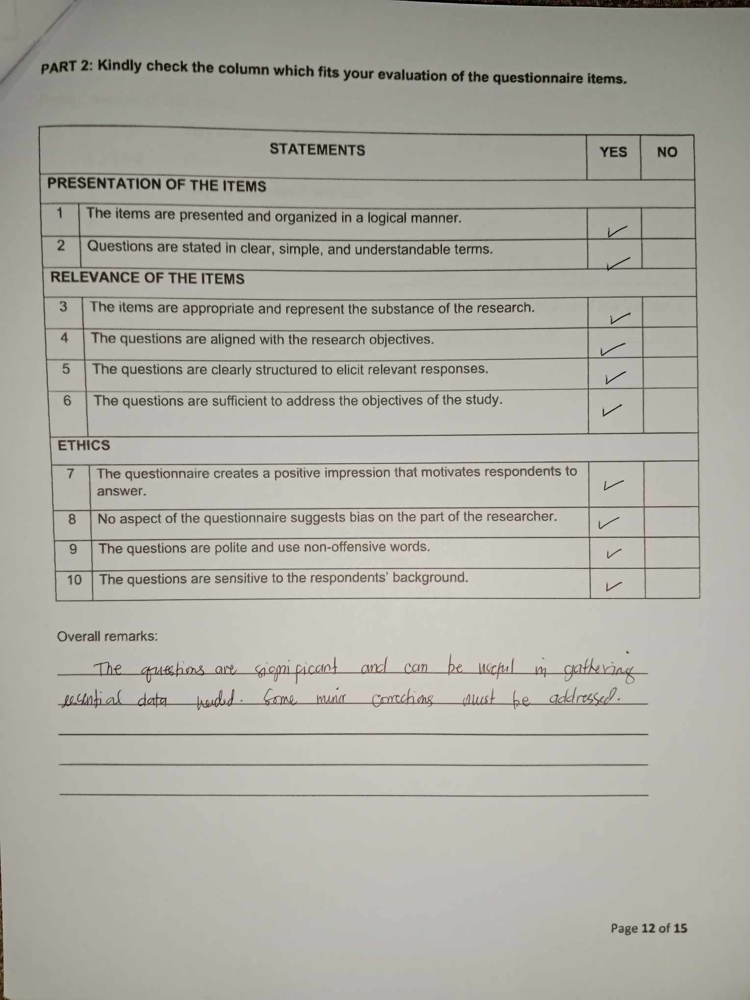 PART 2: Kindly check the column which fits your evaluation of the questionnaire items.
STATEMENTS YES NO
PRESENTATION OF THE ITEMS
1 The items are presented and organized in a logical manner. ✓
2 Questions are stated in clear, simple, and understandable terms. ✓
RELEVANCE OF THE ITEMS
3 The items are appropriate and represent the substance of the research. ✓
4 The questions are aligned with the research objectives. ✓
5 The questions are clearly structured to elicit relevant responses. ✓
6 The questions are sufficient to address the objectives of the study. ✓
ETHICS
7 The questionnaire creates a positive impression that motivates respondents to
answer. ✓
8 No aspect of the questionnaire suggests bias on the part of the researcher. ✓
9 The questions are polite and use non-offensive words. ✓
10 The questions are sensitive to the respondents' background. ✓
Overall remarks:
The questions are significant and can be useful in gathering
essential data needed. Some minor corrections must be addressed.
Page 12 of 15